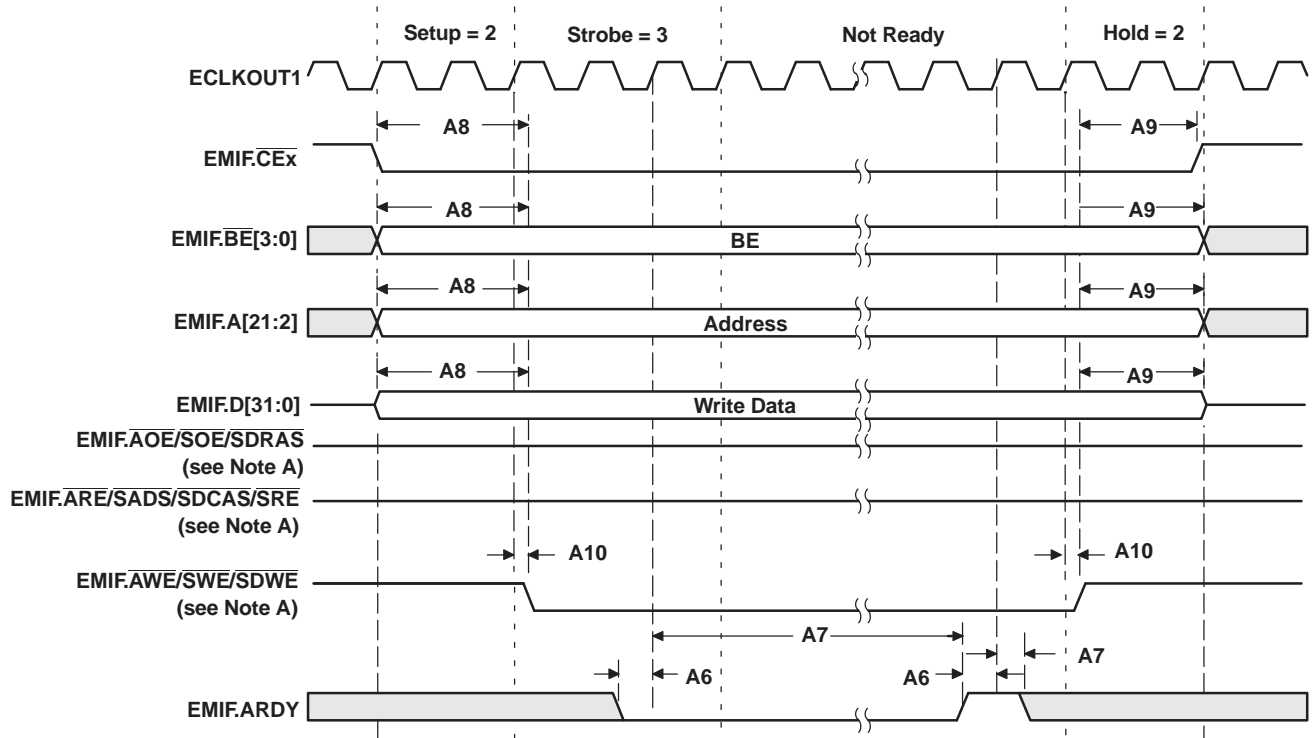 Setup = 2 Strobe = 3 Not Ready Hold = 2
ECLKOUT1
A8 A9
EMIF.CEx
A8 A9
EMIF.BE[3:0] BE
A8 A9
EMIF.A[21:2] Address
A8 A9
EMIF.D[31:0] Write Data
EMIF.AOE/SOE/SDRAS
(see Note A)
EMIF.ARE/SADS/SDCAS/SRE
(see Note A)
A10 A10
EMIF.AWE/SWE/SDWE
(see Note A)
A7 A7
A6 A6
EMIF.ARDY